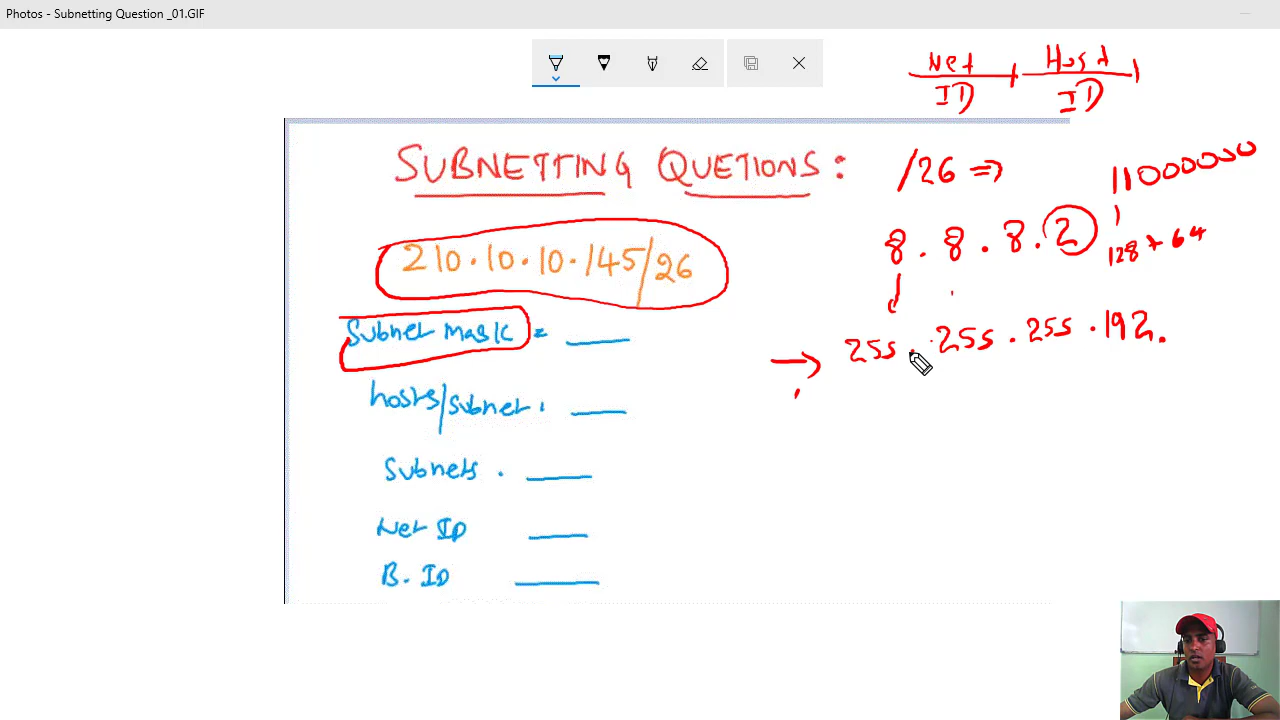 Photos - Subnetting Question _01.GIF
Net Host
ID ID
SUBNETTING QUETIONS :
/26 ⇒
11000000
8 . 8 . 8 . 2
128 + 64
210.10.10.145/26
Subnet mask =
255 . 255 . 255 . 192.
hosts/subnet .
Subnets .
Net ID
B. ID